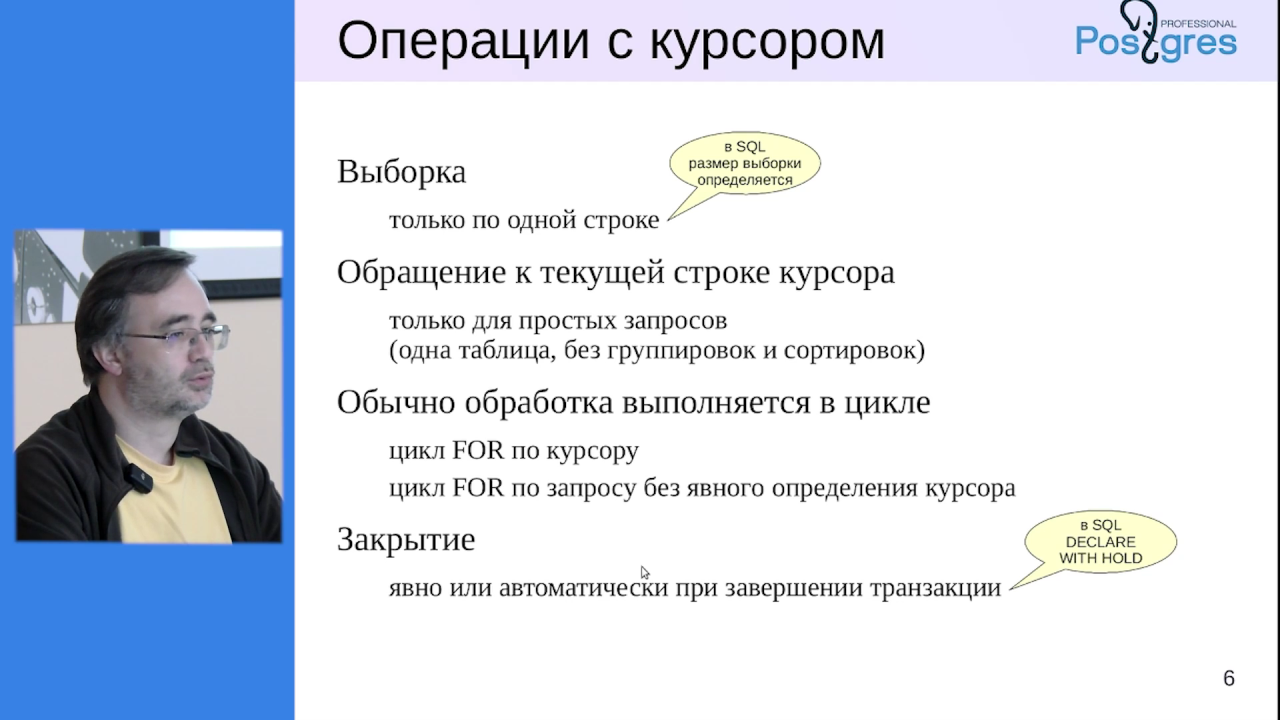 Операции с курсором
PROFESSIONAL
Postgres
Выборка
в SQL
размер выборки
определяется
только по одной строке
Обращение к текущей строке курсора
только для простых запросов
(одна таблица, без группировок и сортировок)
Обычно обработка выполняется в цикле
цикл FOR по курсору
цикл FOR по запросу без явного определения курсора
Закрытие
в SQL
DECLARE
WITH HOLD
явно или автоматически при завершении транзакции
6